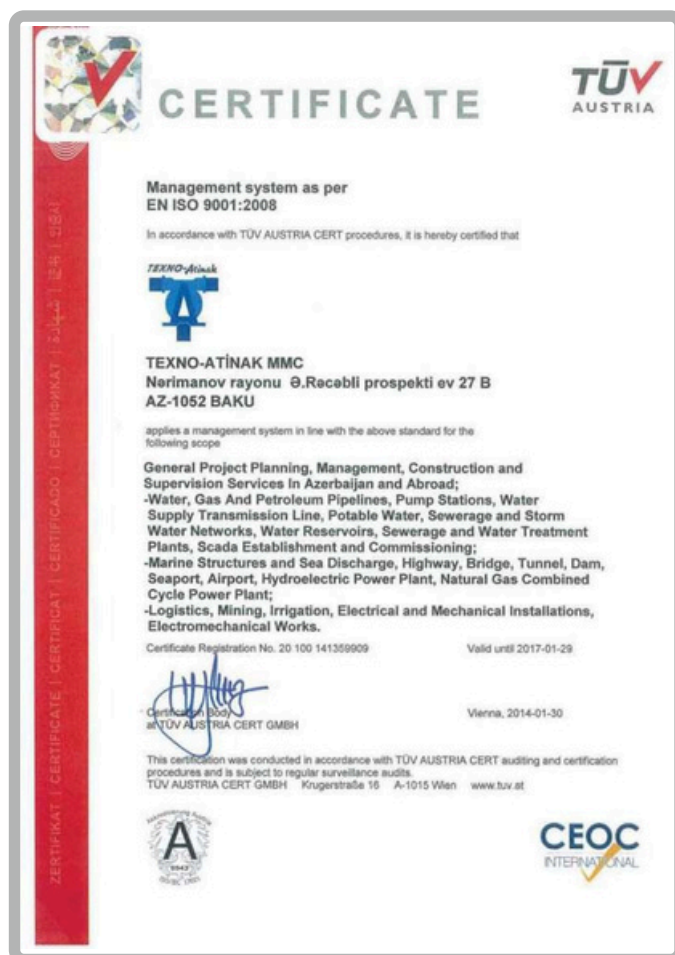 CERTIFICATE
TÜV
AUSTRIA
Management system as per
EN ISO 9001:2008
In accordance with TÜV AUSTRIA CERT procedures, it is hereby certified that
TEXNO-Atinak
TEXNO-ATİNAK MMC
Nərimanov rayonu Ə.Rəcəbli prospekti ev 27 B
AZ-1052 BAKU
applies a management system in line with the above standard for the
following scope
General Project Planning, Management, Construction and
Supervision Services In Azerbaijan and Abroad;
-Water, Gas And Petroleum Pipelines, Pump Stations, Water
Supply Transmission Line, Potable Water, Sewerage and Storm
Water Networks, Water Reservoirs, Sewerage and Water Treatment
Plants, Scada Establishment and Commissioning;
-Marine Structures and Sea Discharge, Highway, Bridge, Tunnel, Dam,
Seaport, Airport, Hydroelectric Power Plant, Natural Gas Combined
Cycle Power Plant;
-Logistics, Mining, Irrigation, Electrical and Mechanical Installations,
Electromechanical Works.
Certificate Registration No. 20 100 141359909
Valid until 2017-01-29
Certification Body
at TÜV AUSTRIA CERT GMBH
Vienna, 2014-01-30
This certification was conducted in accordance with TÜV AUSTRIA CERT auditing and certification
procedures and is subject to regular surveillance audits.
TÜV AUSTRIA CERT GMBH Krugerstraße 16 A-1015 Wien www.tuv.at
A
CEOC
INTERNATIONAL
ZERTIFIKAT | CERTIFICATE | CERTIFICAT | CERTIFICADO | СЕРТИФИКАТ | شهادة